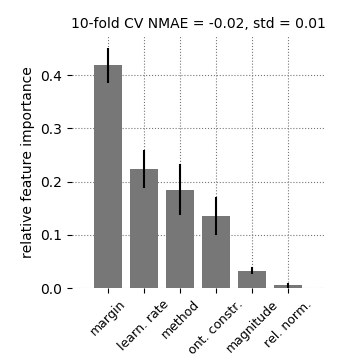 10-fold CV NMAE = -0.02, std = 0.01
relative feature importance
0.4
0.3
0.2
0.1
0.0
margin
learn. rate
method
ont. constr.
magnitude
rel. norm.